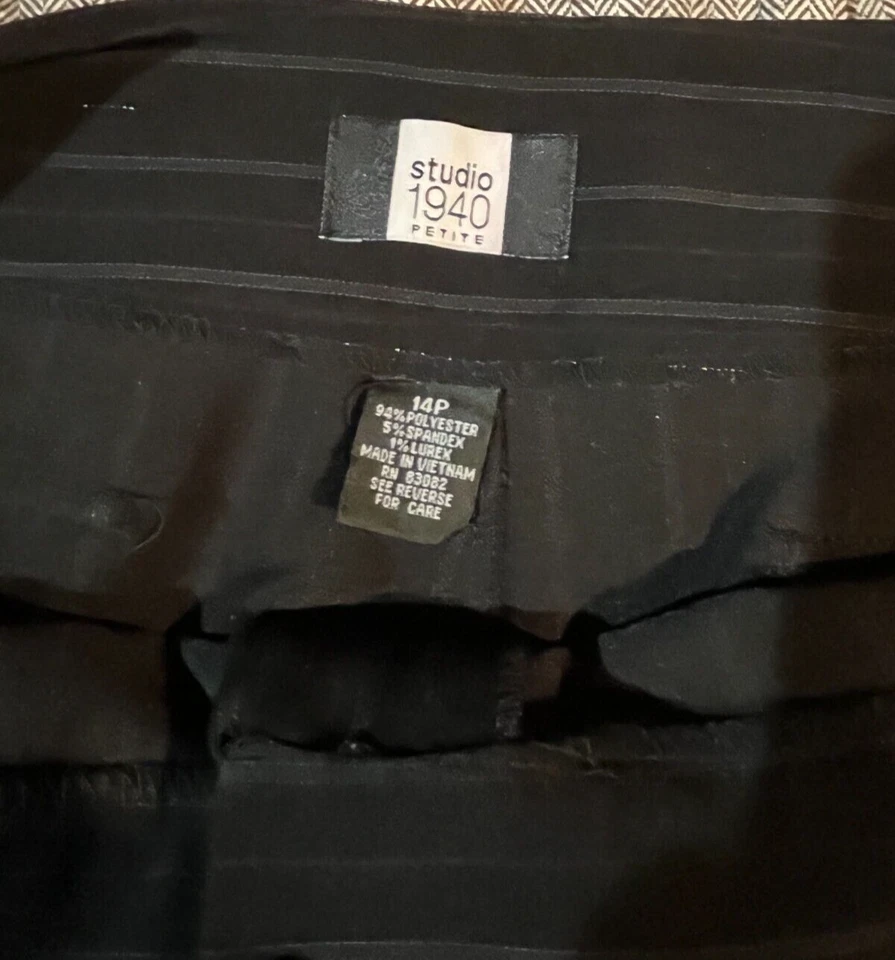 studio
1940
PETITE
14P
94% POLYESTER
5% SPANDEX
1% LUREX
MADE IN VIETNAM
RN 83082
SEE REVERSE
FOR CARE